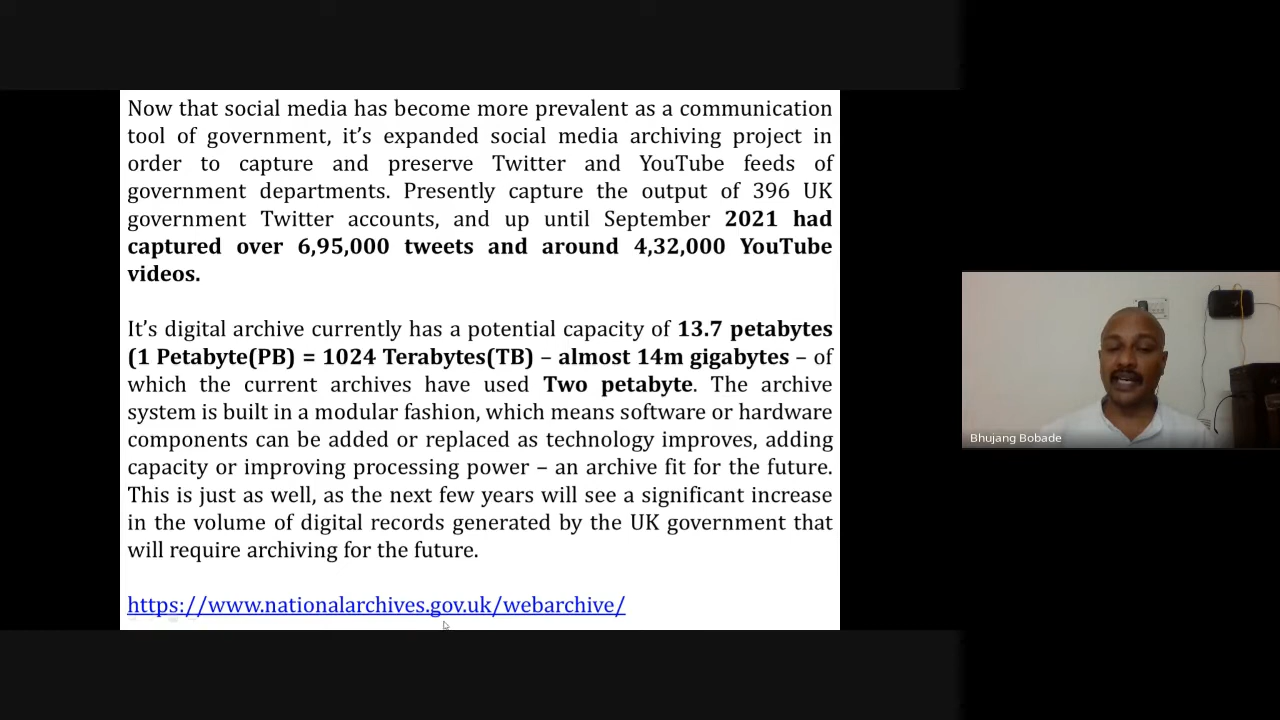 Now that social media has become more prevalent as a communication
tool of government, it’s expanded social media archiving project in
order to capture and preserve Twitter and YouTube feeds of
government departments. Presently capture the output of 396 UK
government Twitter accounts, and up until September 2021 had
captured over 6,95,000 tweets and around 4,32,000 YouTube
videos.
It’s digital archive currently has a potential capacity of 13.7 petabytes
(1 Petabyte(PB) = 1024 Terabytes(TB) – almost 14m gigabytes – of
which the current archives have used Two petabyte. The archive
system is built in a modular fashion, which means software or hardware
components can be added or replaced as technology improves, adding
capacity or improving processing power – an archive fit for the future.
This is just as well, as the next few years will see a significant increase
in the volume of digital records generated by the UK government that
will require archiving for the future.
https://www.nationalarchives.gov.uk/webarchive/
Bhujang Bobade